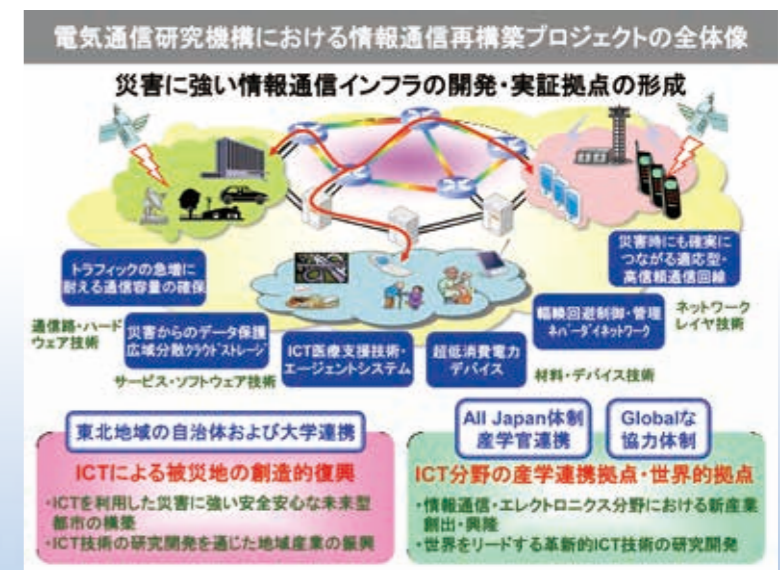 電気通信研究機構における情報通信再構築プロジェクトの全体像
災害に強い情報通信インフラの開発・実証拠点の形成
トラフィックの急増に
耐える通信容量の確保
災害時にも確実に
つながる適応型・
高信頼通信回線
通信路・ハード
ウェア技術
災害からのデータ保護
広域分散クラウドストレージ
ICT医療支援技術・
エージェントシステム
超低消費電力
デバイス
輻輳回避制御・管理
ネバーダイネットワーク
ネットワーク
レイヤ技術
サービス・ソフトウェア技術
材料・デバイス技術
東北地域の自治体および大学連携
All Japan体制
産学官連携
Globalな
協力体制
ICTによる被災地の創造的復興
・ICTを利用した災害に強い安全安心な未来型
都市の構築
・ICT技術の研究開発を通じた地域産業の振興
ICT分野の産学連携拠点・世界的拠点
・情報通信・エレクトロニクス分野における新産業
創出・興隆
・世界をリードする革新的ICT技術の研究開発